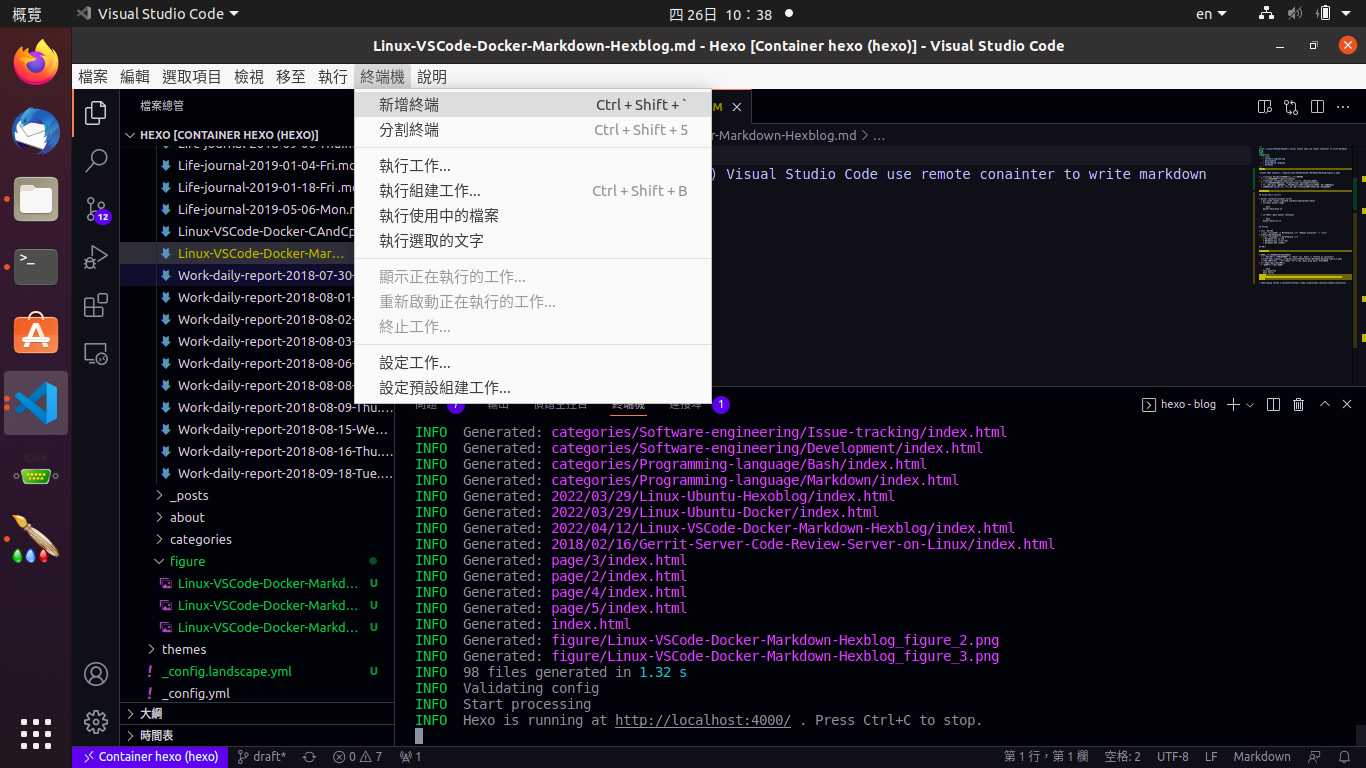 概覽
Visual Studio Code
四 26日 10：38
en
Linux-VSCode-Docker-Markdown-Hexblog.md - Hexo [Container hexo (hexo)] - Visual Studio Code
檔案 編輯 選取項目 檢視 移至 執行 終端機 說明
新增終端 Ctrl + Shift + `
分割終端 Ctrl + Shift + 5
執行工作...
執行組建工作... Ctrl + Shift + B
執行使用中的檔案
執行選取的文字
顯示正在執行的工作...
重新啟動正在執行的工作...
終止工作...
設定工作...
設定預設組建工作...
檔案總管
HEXO [CONTAINER HEXO (HEXO)]
Life-journal-2019-01-04-Fri.mc
Life-journal-2019-01-18-Fri .mc
Life-journal-2019-05-06-Mon.r
Linux-VSCode-Docker-CAndCp
Linux-VSCode-Docker-Mar...
Work-daily-report-2018-07-30-
Work-daily-report-2018-08-01-
Work-daily-report-2018-08-02-
Work-daily-report-2018-08-03-
Work-daily-report-2018-08-06-
Work-daily-report-2018-08-08-
Work-daily-report-2018-08-09-Thu....
Work-daily-report-2018-08-15-We...
Work-daily-report-2018-08-16-Thu....
Work-daily-report-2018-09-18-Tue....
_posts
about
categories
figure
Linux-VSCode-Docker-Markd... U
Linux-VSCode-Docker-Markd... U
Linux-VSCode-Docker-Markd... U
themes
_config.landscape.yml U
_config.yml
大綱
時間表
12
M
r-Markdown-Hexblog.md > ...
) Visual Studio Code use remote conainter to write markdown
7
1
hexo - blog
INFO Generated: categories/Software-engineering/Issue-tracking/index.html
INFO Generated: categories/Software-engineering/Development/index.html
INFO Generated: categories/Programming-language/Bash/index.html
INFO Generated: categories/Programming-language/Markdown/index.html
INFO Generated: 2022/03/29/Linux-Ubuntu-Hexoblog/index.html
INFO Generated: 2022/03/29/Linux-Ubuntu-Docker/index.html
INFO Generated: 2022/04/12/Linux-VSCode-Docker-Markdown-Hexblog/index.html
INFO Generated: 2018/02/16/Gerrit-Server-Code-Review-Server-on-Linux/index.html
INFO Generated: page/3/index.html
INFO Generated: page/2/index.html
INFO Generated: page/4/index.html
INFO Generated: page/5/index.html
INFO Generated: index.html
INFO Generated: figure/Linux-VSCode-Docker-Markdown-Hexblog_figure_2.png
INFO Generated: figure/Linux-VSCode-Docker-Markdown-Hexblog_figure_3.png
INFO 98 files generated in 1.32 s
INFO Validating config
INFO Start processing
INFO Hexo is running at http://localhost:4000/ . Press Ctrl+C to stop.
Container hexo (hexo) draft* 0 7 1
第 1 行，第 1 欄 空格: 2 UTF-8 LF Markdown